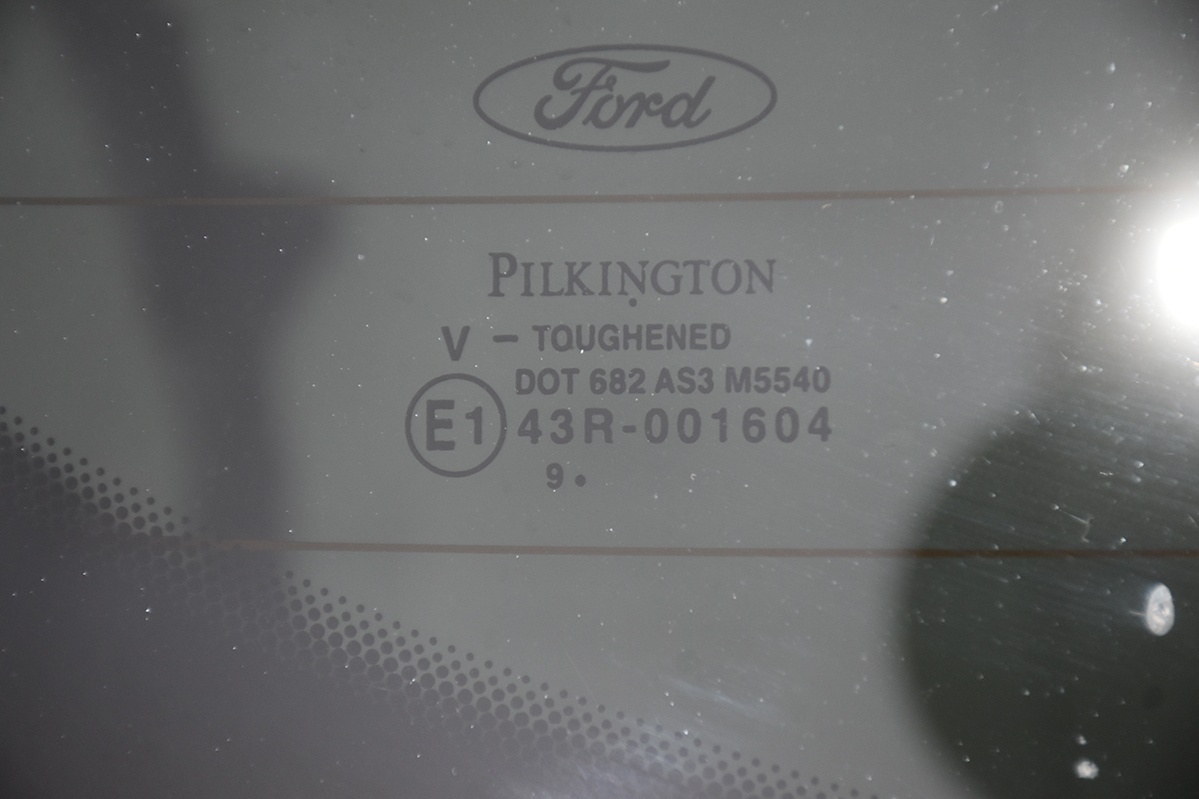 Ford
PILKINGTON
V - TOUGHENED
DOT 682 AS3 M5540
E1 43R-001604
9 •